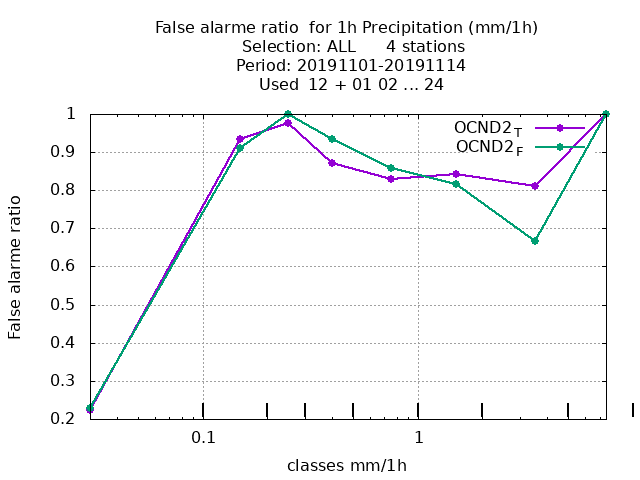 False alarme ratio  for 1h Precipitation (mm/1h)
Selection: ALL      4 stations
Period: 20191101-20191114
Used  12 + 01 02 ... 24
OCND2T
OCND2F
1
0.9
0.8
0.7
0.6
0.5
0.4
0.3
0.2
False alarme ratio
0.1 1
classes mm/1h